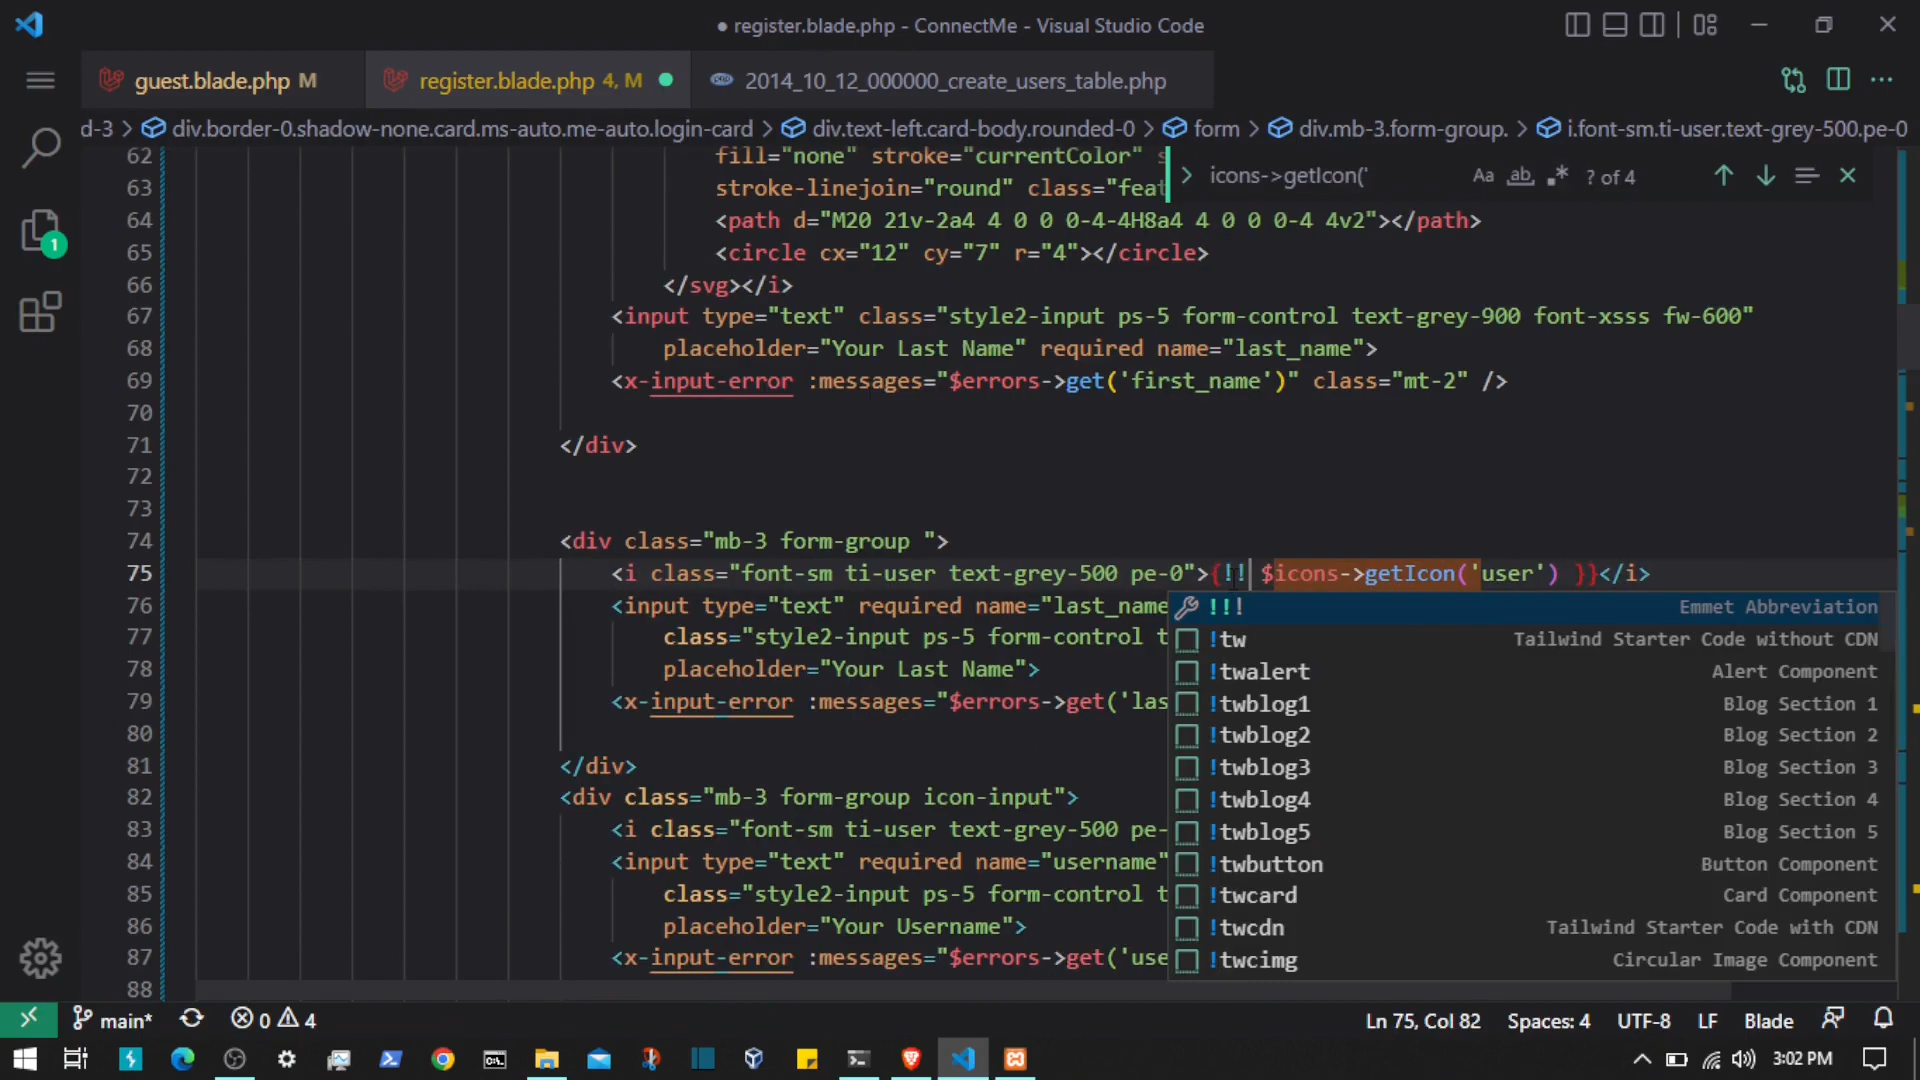 ● register.blade.php - ConnectMe - Visual Studio Code
guest.blade.php M
register.blade.php 4, M
2014_10_12_000000_create_users_table.php
d-3 > div.border-0.shadow-none.card.ms-auto.me-auto.login-card > div.text-left.card-body.rounded-0 > form > div.mb-3.form-group. > i.font-sm.ti-user.text-grey-500.pe-0
icons->getIcon('
Aa ab .* ? of 4
62 fill="none" stroke="currentColor" s
63 stroke-linejoin="round" class="feat
64 <path d="M20 21v-2a4 4 0 0 0-4-4H8a4 4 0 0 0-4 4v2"></path>
65 <circle cx="12" cy="7" r="4"></circle>
66 </svg></i>
67 <input type="text" class="style2-input ps-5 form-control text-grey-900 font-xsss fw-600"
68 placeholder="Your Last Name" required name="last_name">
69 <x-input-error :messages="$errors->get('first_name')" class="mt-2" />
70
71 </div>
72
73
74 <div class="mb-3 form-group ">
75 <i class="font-sm ti-user text-grey-500 pe-0">{!! $icons->getIcon('user') }}</i>
76 <input type="text" required name="last_name
77 class="style2-input ps-5 form-control t
78 placeholder="Your Last Name">
79 <x-input-error :messages="$errors->get('las
80
81 </div>
82 <div class="mb-3 form-group icon-input">
83 <i class="font-sm ti-user text-grey-500 pe-
84 <input type="text" required name="username"
85 class="style2-input ps-5 form-control t
86 placeholder="Your Username">
87 <x-input-error :messages="$errors->get('use
88
!!! Emmet Abbreviation
!tw Tailwind Starter Code without CDN
!twalert Alert Component
!twblog1 Blog Section 1
!twblog2 Blog Section 2
!twblog3 Blog Section 3
!twblog4 Blog Section 4
!twblog5 Blog Section 5
!twbutton Button Component
!twcard Card Component
!twcdn Tailwind Starter Code with CDN
!twcimg Circular Image Component
1
main* 0 4
Ln 75, Col 82 Spaces: 4 UTF-8 LF Blade
3:02 PM